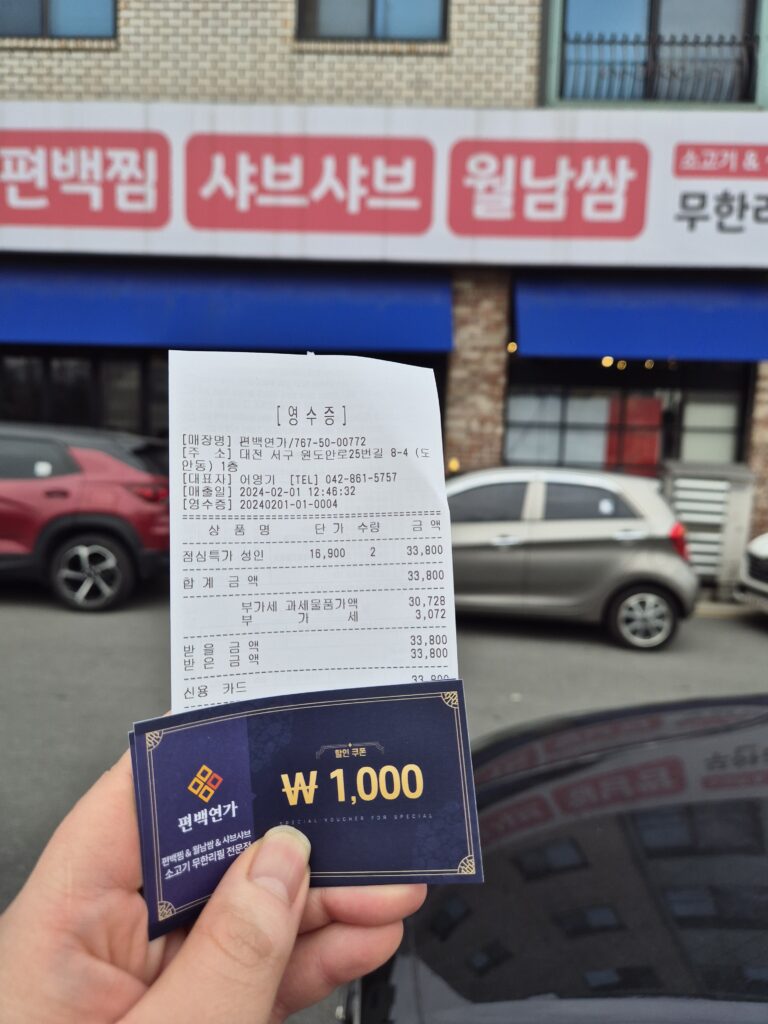 편백찜 샤브샤브 월남쌈 소고기 &
무한리
[영수증]
[매장명] 편백연가/767-50-00772
[주 소] 대전 서구 원도안로25번길 8-4 (도
안동) 1층
[대표자] 어영기 [TEL] 042-861-5757
[매출일] 2024-02-01 12:46:32
[영수증] 20240201-01-0004
상 품 명 단 가 수량 금 액
점심특가 성인 16,900 2 33,800
합 계 금 액 33,800
부가세 과세물품가액 30,728
부 가 세 3,072
받 을 금 액 33,800
받 은 금 액 33,800
신용 카드 33,800
할인 쿠폰
₩ 1,000
SPECIAL VOUCHER FOR SPECIAL
편백연가
편백찜 & 월남쌈 & 샤브샤브
소고기 무한리필 전문점